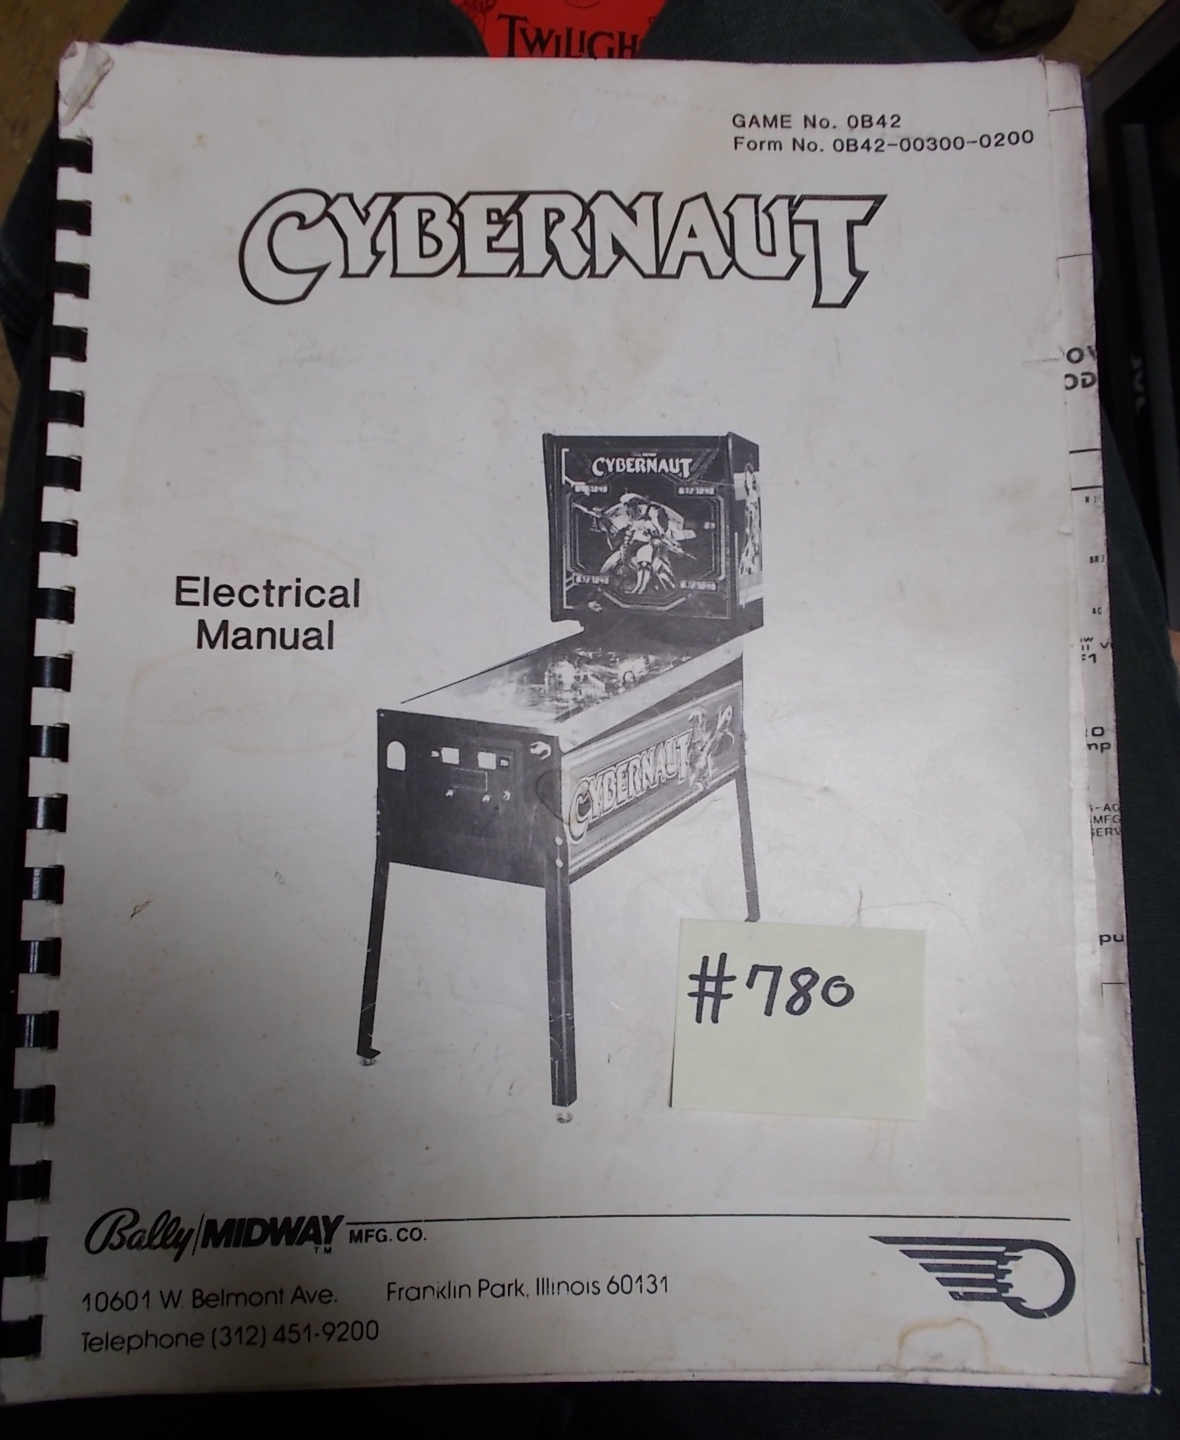 TWILIGH
GAME No. 0B42
Form No. 0B42-00300-0200
CYBERNAUT
CYBERNAUT
Electrical
Manual
CYBERNAUT
#780
Bally/MIDWAY MFG. CO.
TM
10601 W. Belmont Ave. Franklin Park, Illinois 60131
Telephone (312) 451-9200